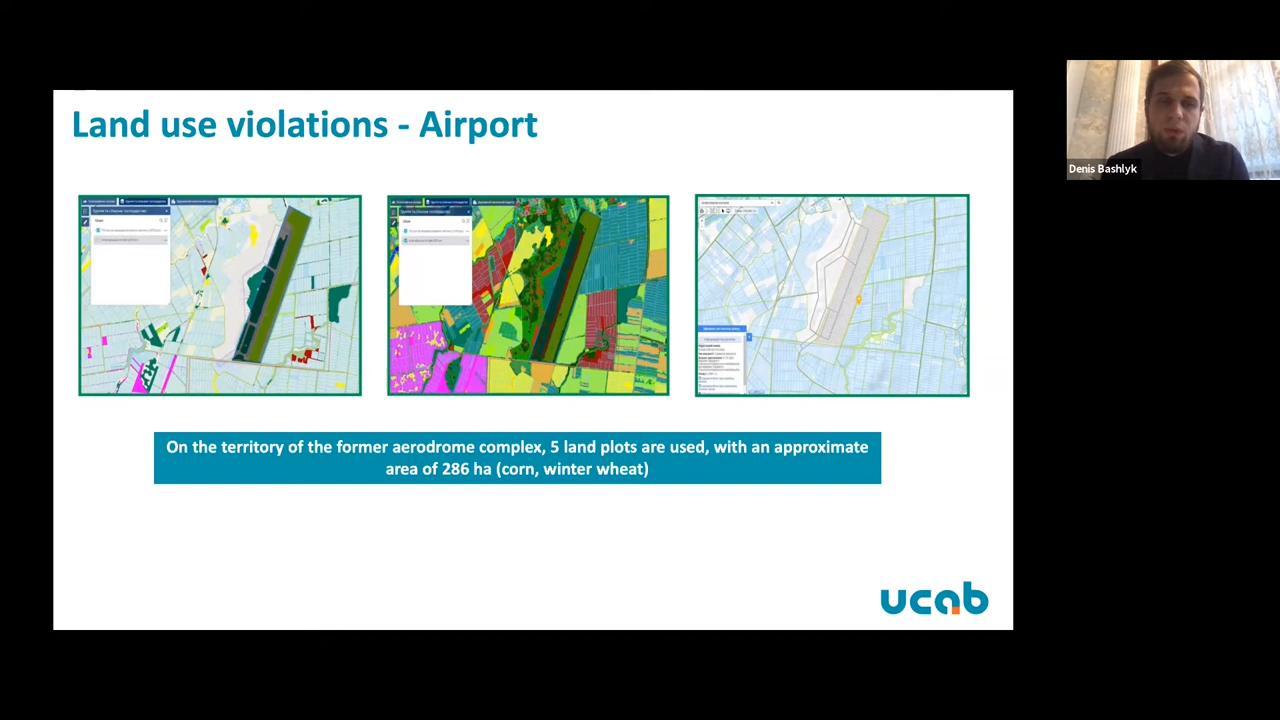 Land use violations - Airport
Denis Bashlyk
On the territory of the former aerodrome complex, 5 land plots are used, with an approximate
area of 286 ha (corn, winter wheat)
ucab